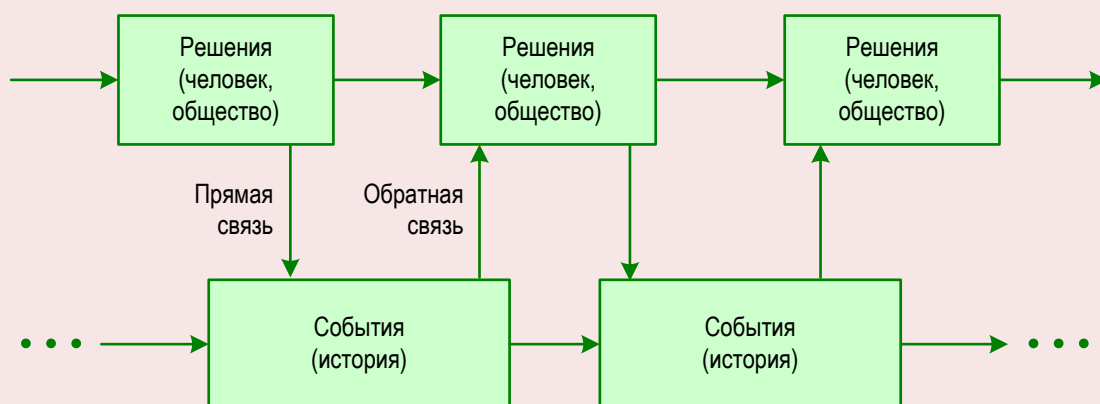 Решения
(человек,
общество)
Решения
(человек,
общество)
Решения
(человек,
общество)
Прямая
связь
Обратная
связь
События
(история)
События
(история)